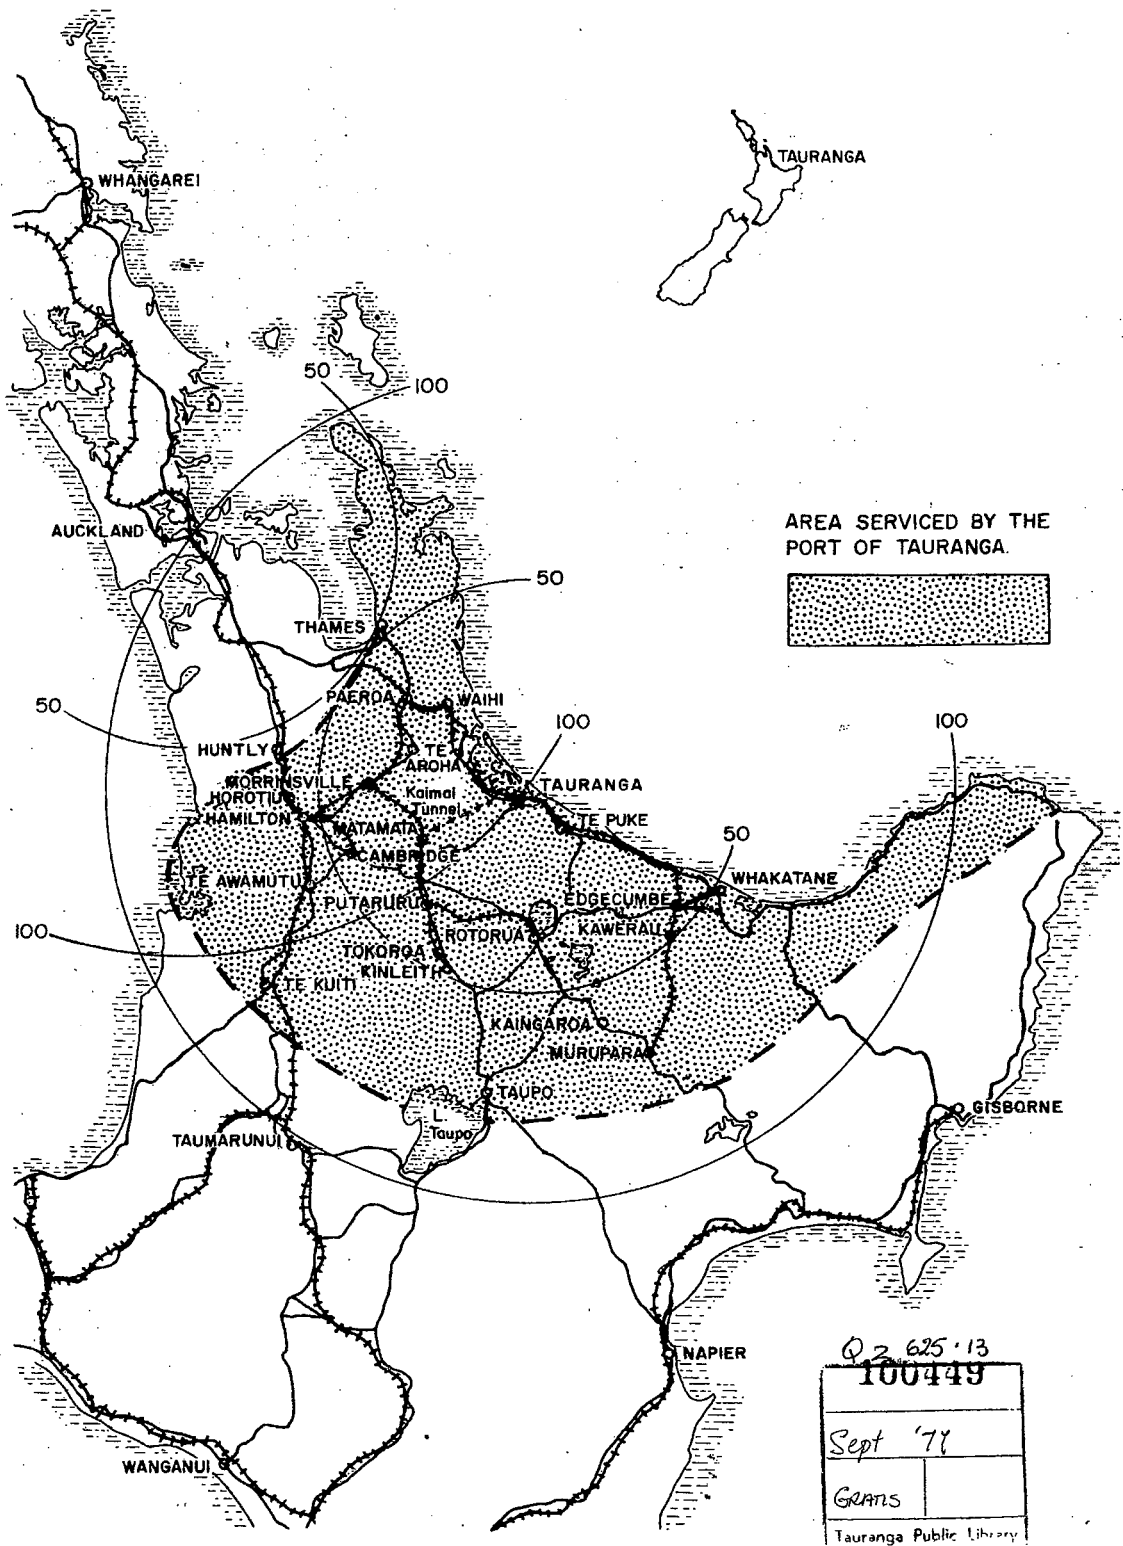 TAURANGA
WHANGAREI
50
100
AREA SERVICED BY THE
PORT OF TAURANGA.
AUCKLAND
50
THAMES
50
PAEROA
WAIHI
100
100
HUNTLY
TE
AROHA
MORRINSVILLE
Kaimai
Tunnel
TAURANGA
HOROTIU
HAMILTON
MATAMATA
TE PUKE
50
CAMBRIDGE
WHAKATANE
TE AWAMUTU
PUTARURU
EDGECUMBE
100
ROTORUA
KAWERAU
TOKOROA
KINLEITH
TE KUITI
KAINGAROA
MURUPARA
TAUPO
L.
Taupo
GISBORNE
TAUMARUNUI
NAPIER
WANGANUI
Q z 625.13
100449
Sept '77
GRATIS
Tauranga Public Library